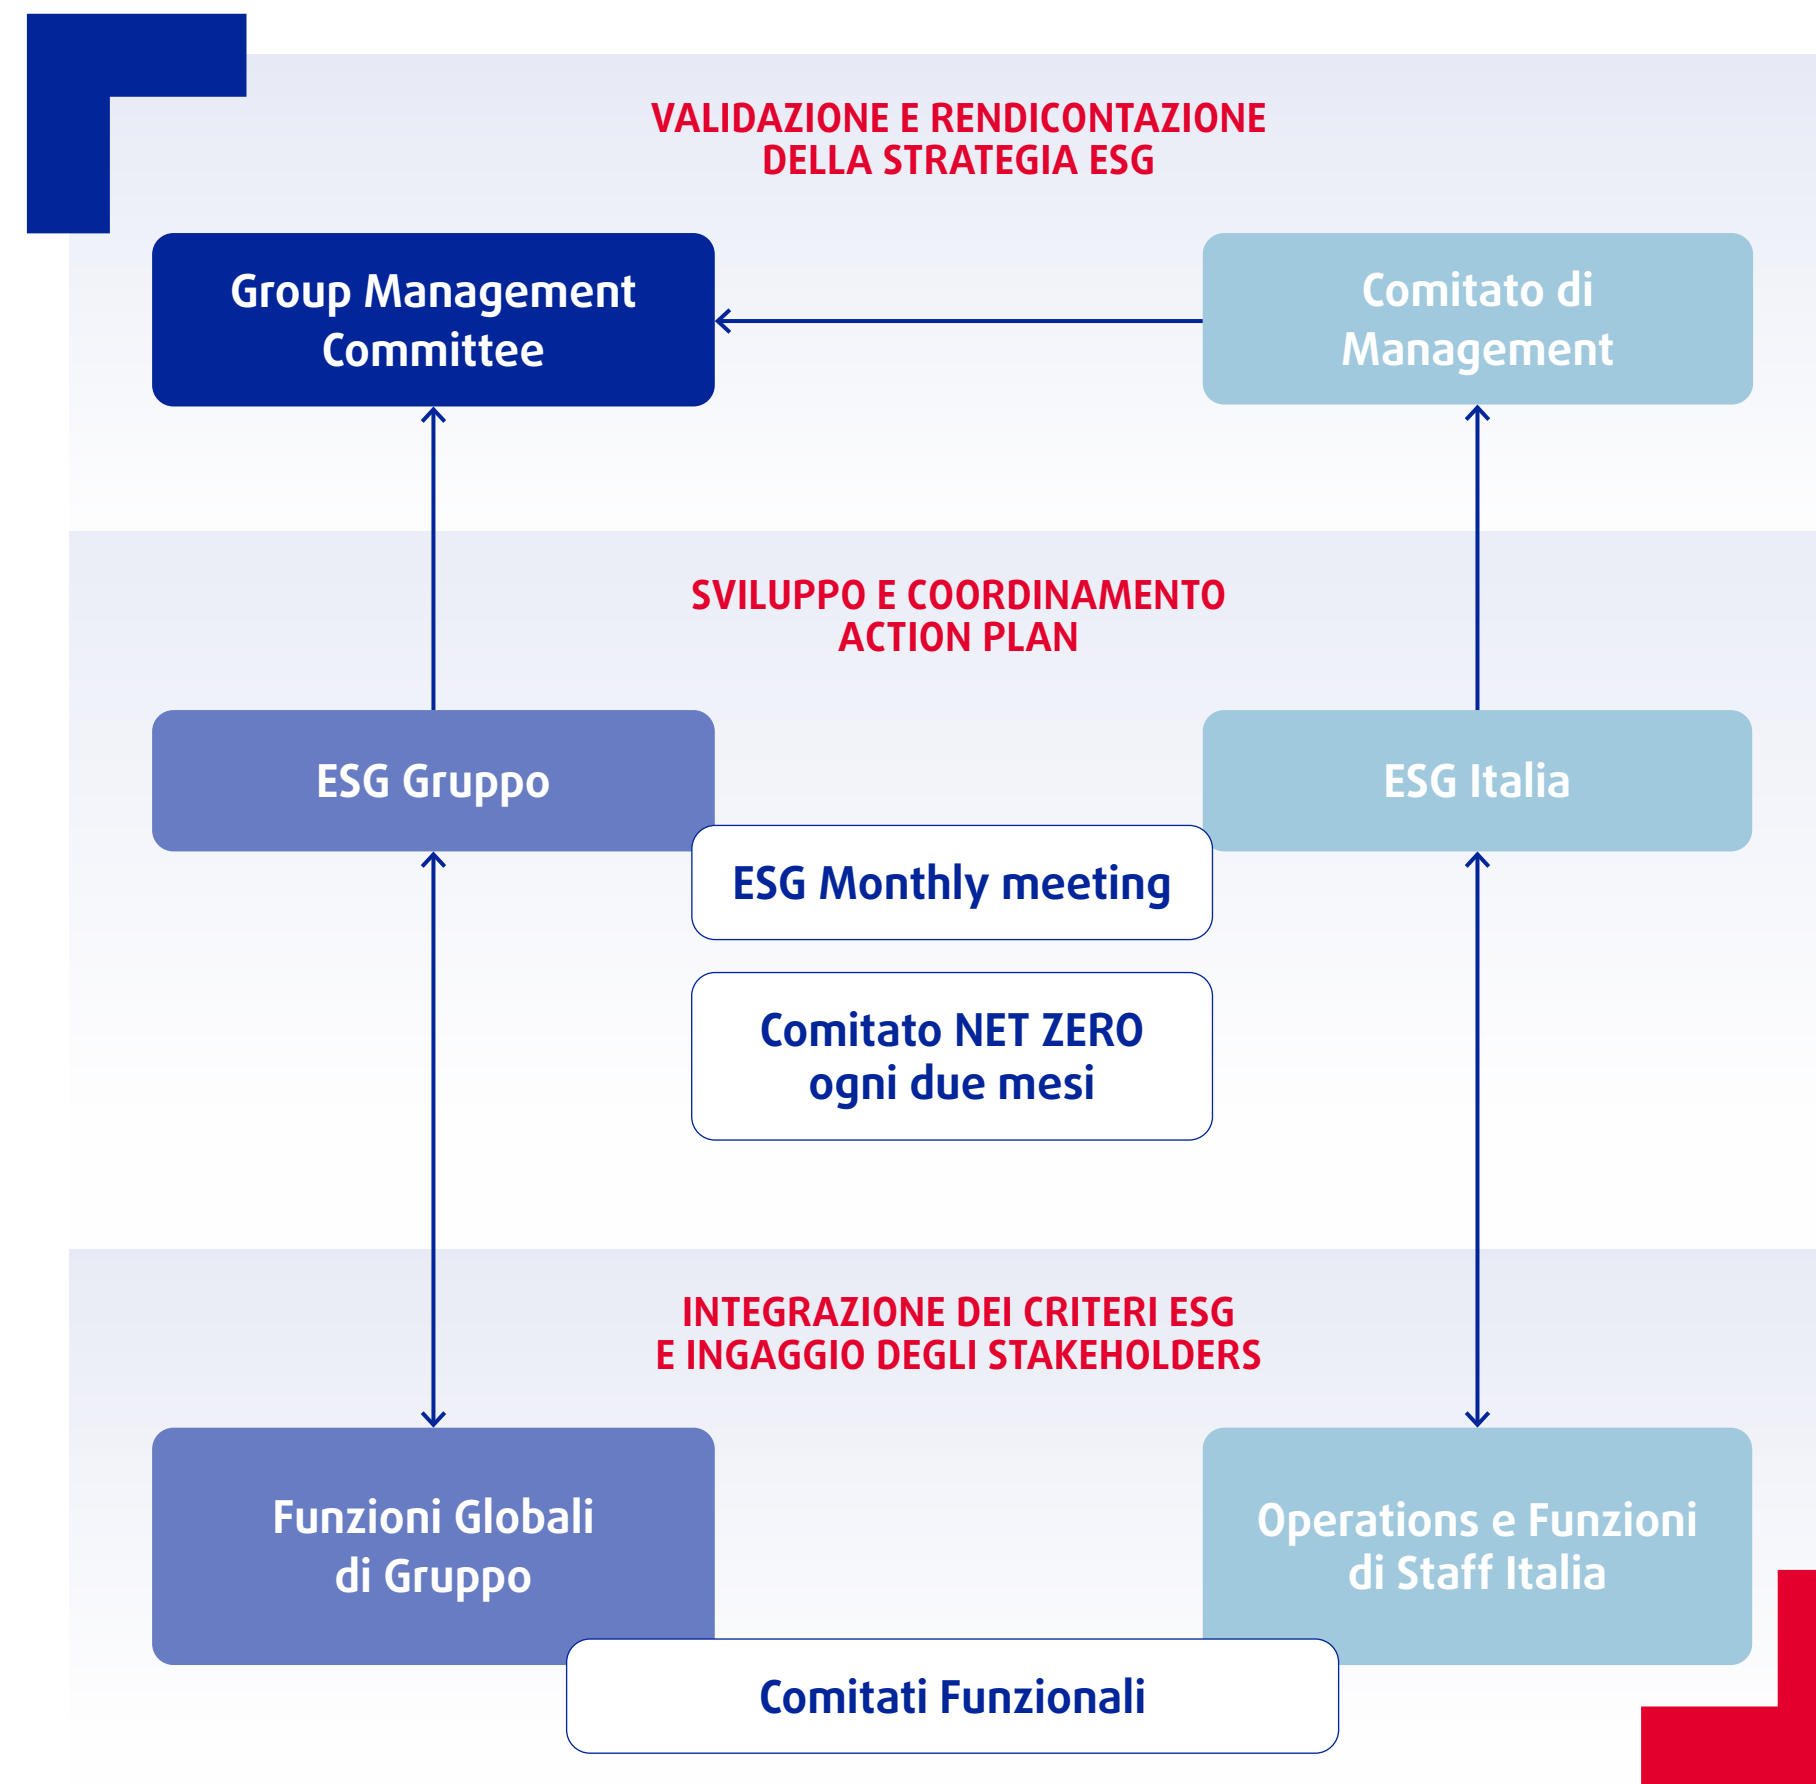 VALIDAZIONE E RENDICONTAZIONE
DELLA STRATEGIA ESG
Group Management
Committee
Comitato di
Management
SVILUPPO E COORDINAMENTO
ACTION PLAN
ESG Gruppo
ESG Italia
ESG Monthly meeting
Comitato NET ZERO
ogni due mesi
INTEGRAZIONE DEI CRITERI ESG
E INGAGGIO DEGLI STAKEHOLDERS
Funzioni Globali
di Gruppo
Operations e Funzioni
di Staff Italia
Comitati Funzionali